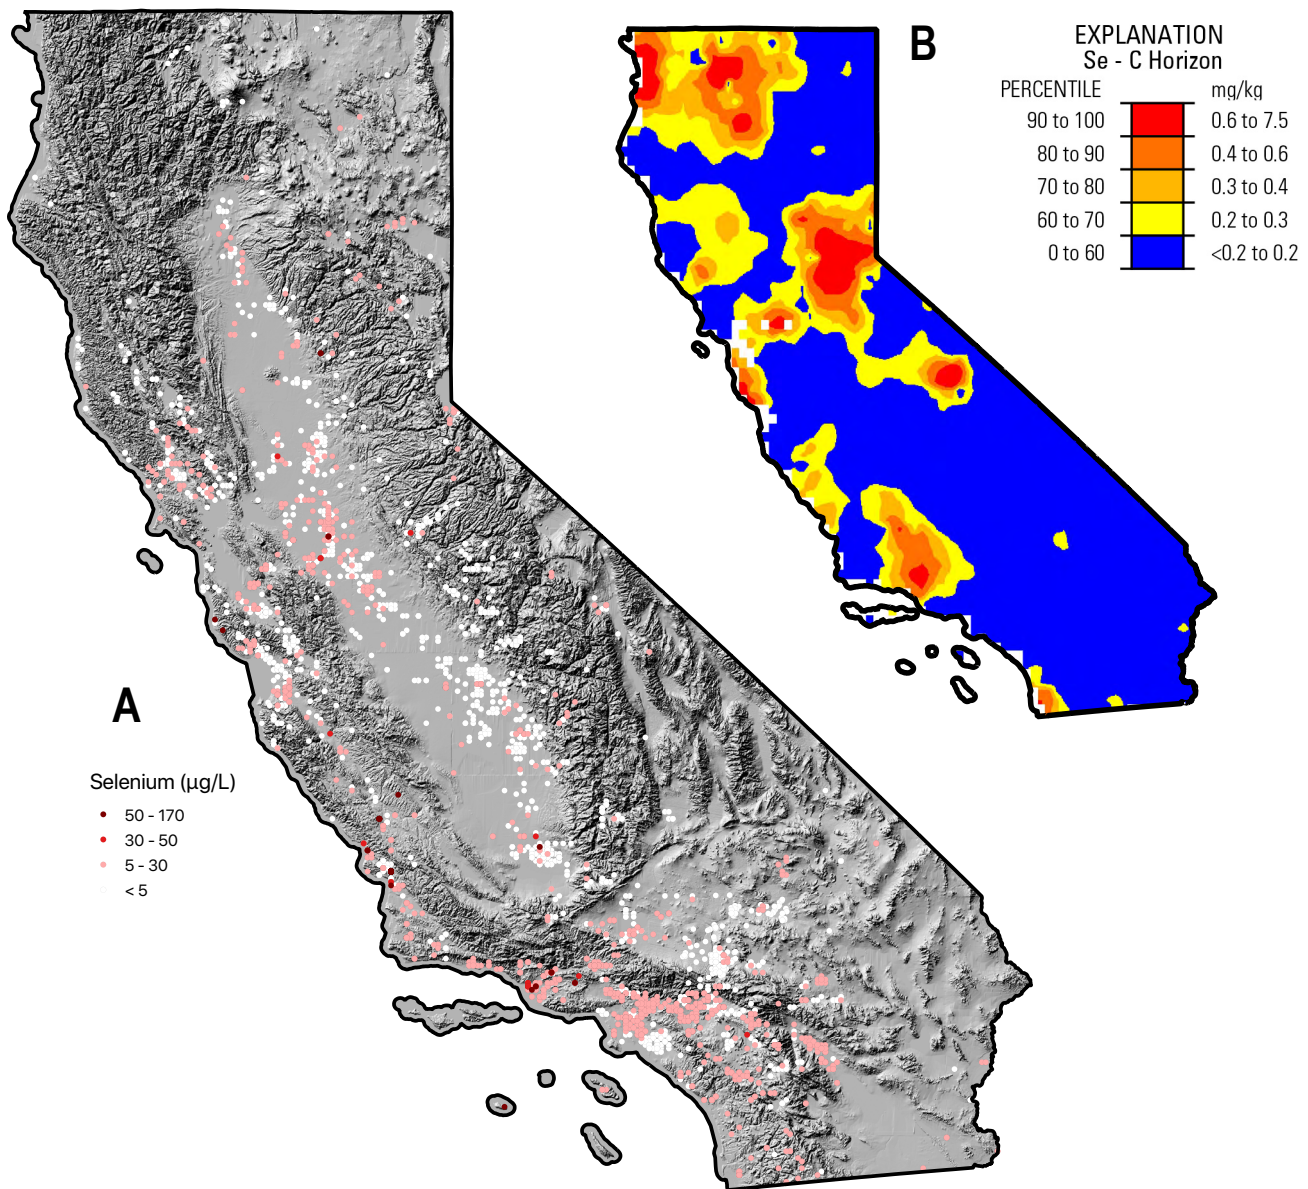 B
EXPLANATION
Se - C Horizon
PERCENTILE mg/kg
90 to 100 0.6 to 7.5
80 to 90 0.4 to 0.6
70 to 80 0.3 to 0.4
60 to 70 0.2 to 0.3
0 to 60 <0.2 to 0.2
A
Selenium (µg/L)
50 - 170
30 - 50
5 - 30
< 5